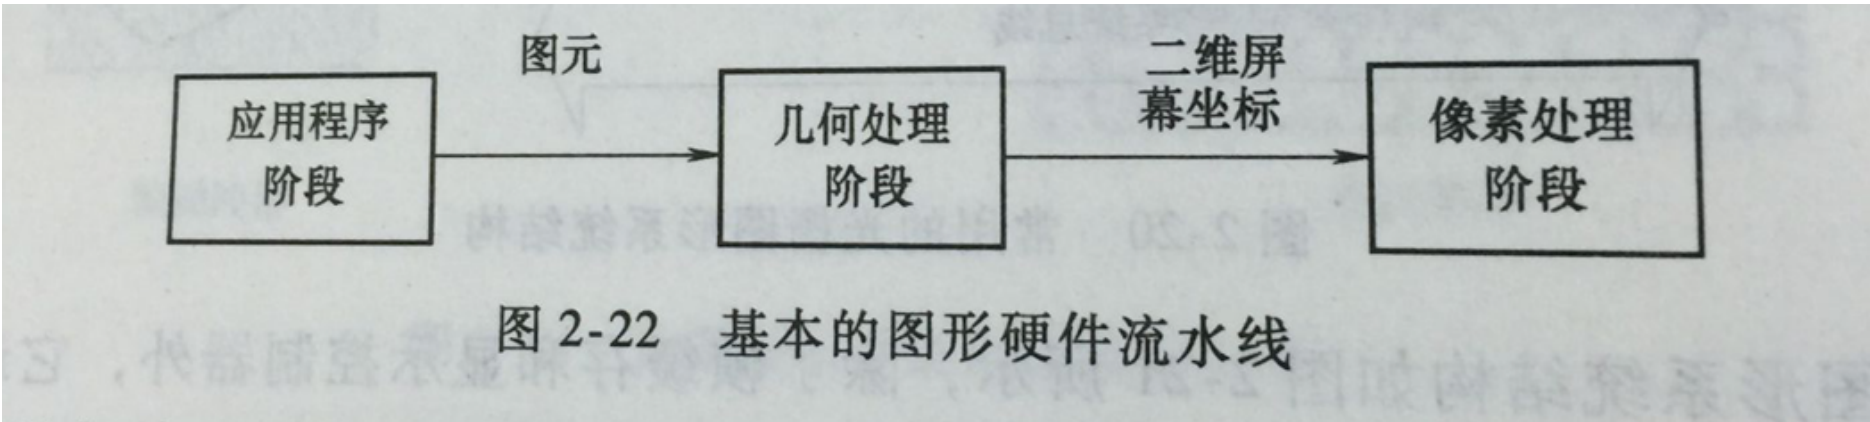 图元
二维屏
幕坐标
应用程序
阶段
几何处理
阶段
像素处理
阶段
图 2-22 基本的图形硬件流水线